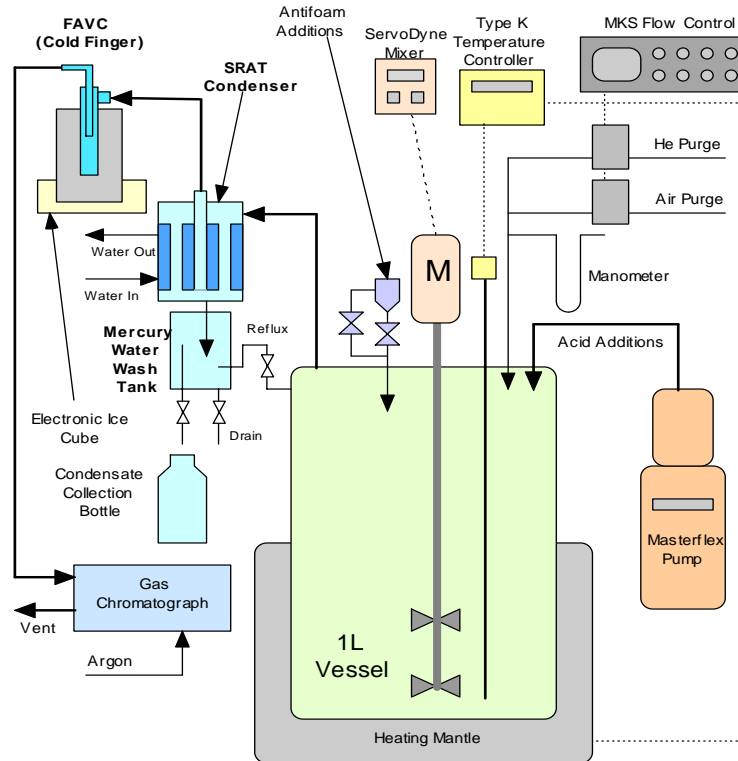 FAVC
(Cold Finger)
SRAT
Condenser
Antifoam
Additions
ServoDyne
Mixer
Type K
Temperature
Controller
MKS Flow Control
He Purge
Air Purge
Manometer
Water Out
Water In
M
Mercury
Water
Wash
Tank
Reflux
Acid Additions
Electronic Ice
Cube
Drain
Condensate
Collection
Bottle
Masterflex
Pump
Gas
Chromatograph
Vent
Argon
1L
Vessel
Heating Mantle